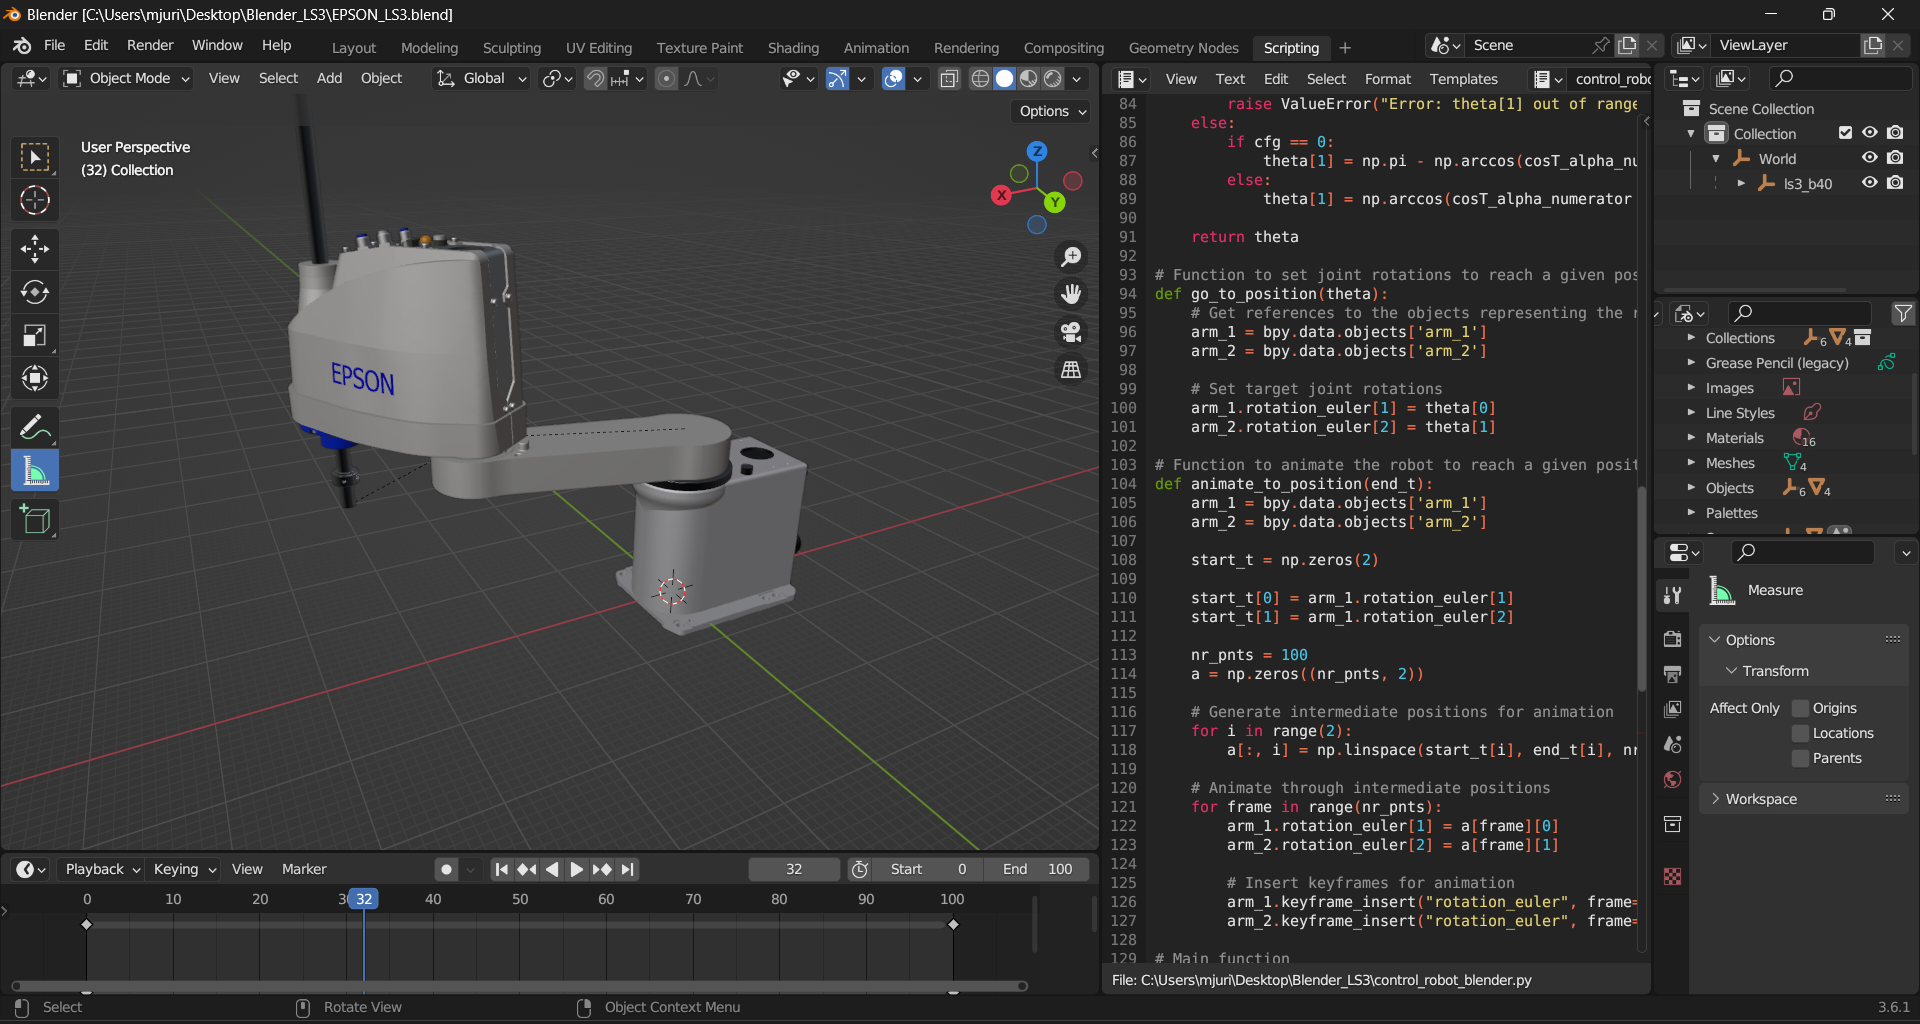 Blender [C:\Users\mjuri\Desktop\Blender_LS3\EPSON_LS3.blend]
File Edit Render Window Help
Layout Modeling Sculpting UV Editing Texture Paint Shading Animation Rendering Compositing Geometry Nodes Scripting
Scene
ViewLayer
Object Mode View Select Add Object Global
Options
User Perspective
(32) Collection
Z
X
Y
EPSON
View Text Edit Select Format Templates control_robo
84 raise ValueError("Error: theta[1] out of range
85 else:
86 if cfg == 0:
87 theta[1] = np.pi - np.arccos(cosT_alpha_nu
88 else:
89 theta[1] = np.arccos(cosT_alpha_numerator
90
91 return theta
92
93 # Function to set joint rotations to reach a given pos
94 def go_to_position(theta):
95 # Get references to the objects representing the r
96 arm_1 = bpy.data.objects['arm_1']
97 arm_2 = bpy.data.objects['arm_2']
98
99 # Set target joint rotations
100 arm_1.rotation_euler[1] = theta[0]
101 arm_2.rotation_euler[2] = theta[1]
102
103 # Function to animate the robot to reach a given posit
104 def animate_to_position(end_t):
105 arm_1 = bpy.data.objects['arm_1']
106 arm_2 = bpy.data.objects['arm_2']
107
108 start_t = np.zeros(2)
109
110 start_t[0] = arm_1.rotation_euler[1]
111 start_t[1] = arm_1.rotation_euler[2]
112
113 nr_pnts = 100
114 a = np.zeros((nr_pnts, 2))
115
116 # Generate intermediate positions for animation
117 for i in range(2):
118 a[:, i] = np.linspace(start_t[i], end_t[i], nr
119
120 # Animate through intermediate positions
121 for frame in range(nr_pnts):
122 arm_1.rotation_euler[1] = a[frame][0]
123 arm_2.rotation_euler[2] = a[frame][1]
124
125 # Insert keyframes for animation
126 arm_1.keyframe_insert("rotation_euler", frame=
127 arm_2.keyframe_insert("rotation_euler", frame=
128
129 # Main function
File: C:\Users\mjuri\Desktop\Blender_LS3\control_robot_blender.py
Scene Collection
Collection
World
ls3_b40
Collections 6 4
Grease Pencil (legacy)
Images
Line Styles
Materials 16
Meshes 4
Objects 6 4
Palettes
Measure
Options
Transform
Affect Only Origins
Locations
Parents
Workspace
Playback Keying View Marker
32 Start 0 End 100
0 10 20 3 32 40 50 60 70 80 90 100
Select Rotate View Object Context Menu 3.6.1